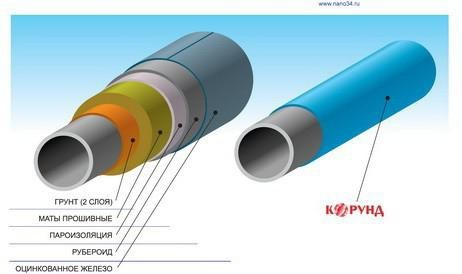 www.nano34.ru
КОРУНД
ГРУНТ (2 СЛОЯ)
МАТЫ ПРОШИВНЫЕ
ПАРОИЗОЛЯЦИЯ
РУБЕРОИД
ОЦИНКОВАННОЕ ЖЕЛЕЗО